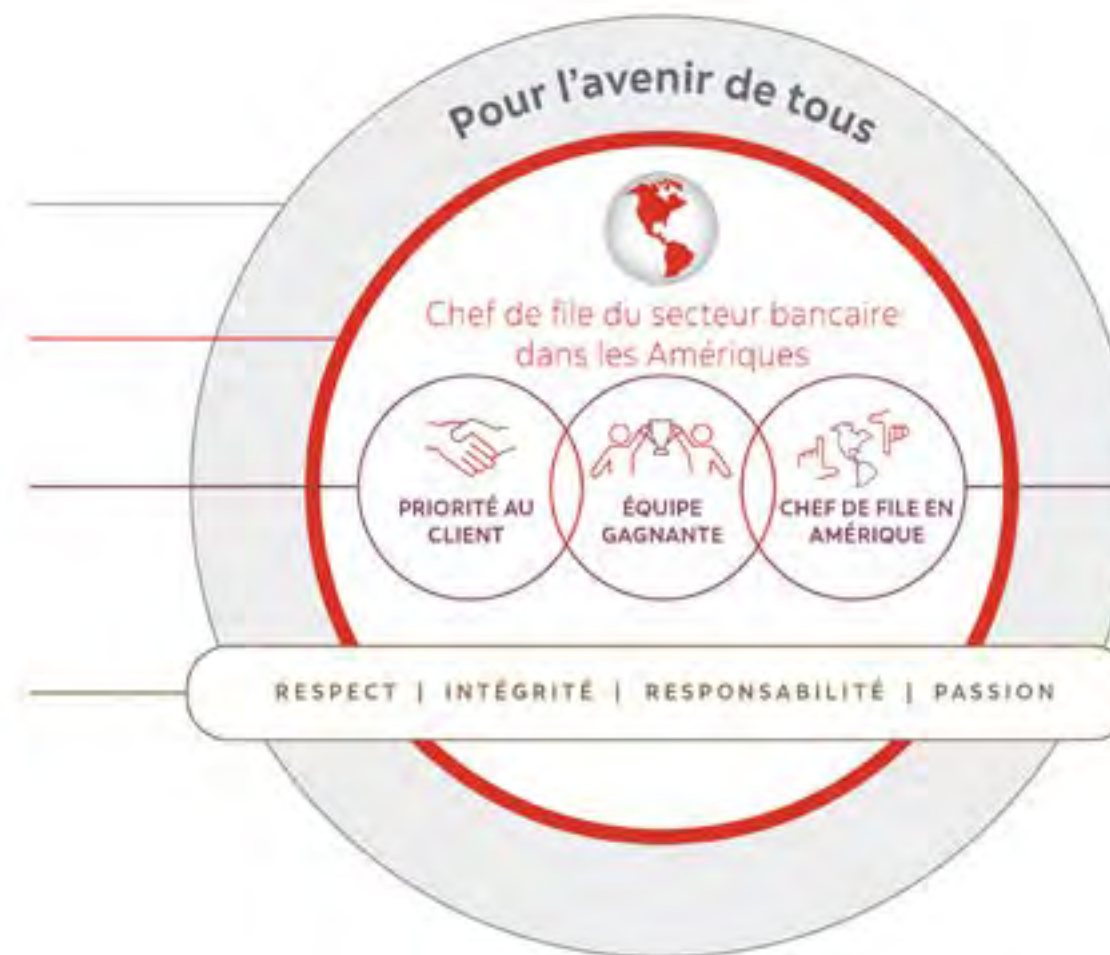 Pour l'avenir de tous
Chef de file du secteur bancaire
dans les Amériques
PRIORITÉ AU
CLIENT
ÉQUIPE
GAGNANTE
CHEF DE FILE EN
AMÉRIQUE
RESPECT | INTÉGRITÉ | RESPONSABILITÉ | PASSION